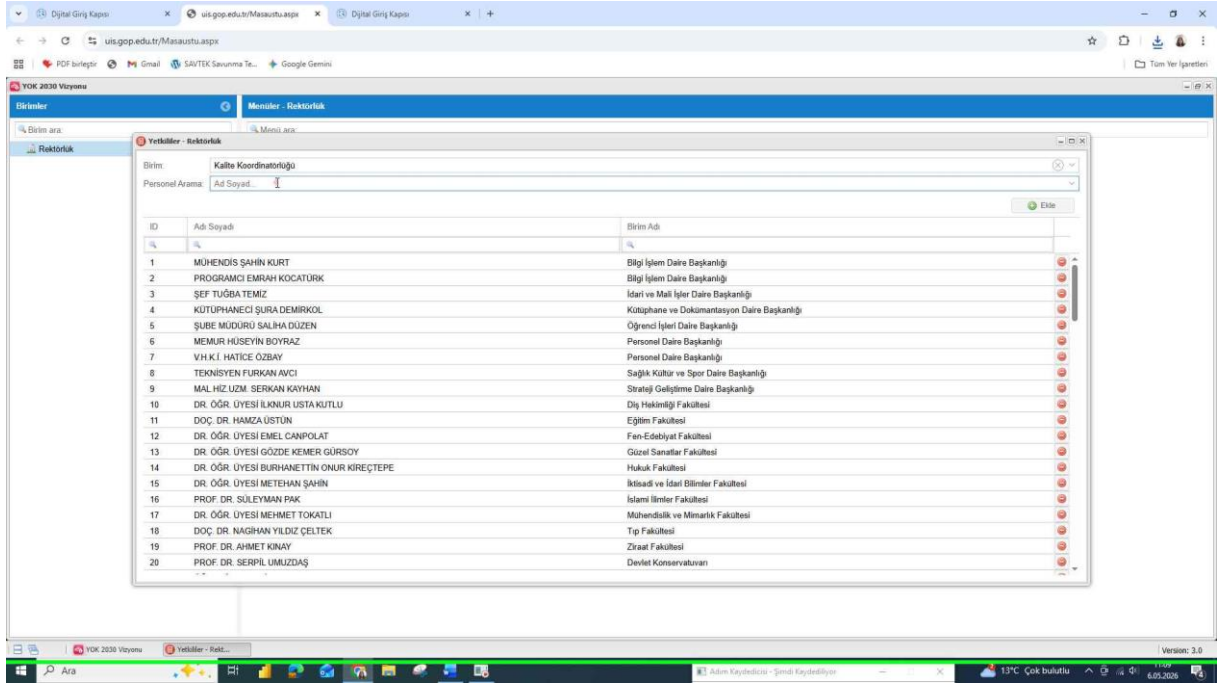 Dijital Giriş Kapısı
uis.gop.edu.tr/Masaustu.aspx
Dijital Giriş Kapısı
uis.gop.edu.tr/Masaustu.aspx
PDF birleştir
Gmail
SAVTEK Savunma Te...
Google Gemini
Tüm Yer İşaretleri
YOK 2030 Vizyonu
Birimler
Menüler - Rektörlük
Birim ara:
Menü ara:
Rektörlük
Yetkililer - Rektörlük
Birim: Kalite Koordinatörlüğü
Personel Arama: Ad Soyad...
Ekle
ID Adı Soyadı Birim Adı
1 MÜHENDİS ŞAHİN KURT Bilgi İşlem Daire Başkanlığı
2 PROGRAMCI EMRAH KOCATÜRK Bilgi İşlem Daire Başkanlığı
3 ŞEF TUĞBA TEMİZ İdari ve Mali İşler Daire Başkanlığı
4 KÜTÜPHANECİ ŞURA DEMİRKOL Kütüphane ve Dokümantasyon Daire Başkanlığı
5 ŞUBE MÜDÜRÜ SALİHA DÜZEN Öğrenci İşleri Daire Başkanlığı
6 MEMUR HÜSEYİN BOYRAZ Personel Daire Başkanlığı
7 V.H.K.İ. HATİCE ÖZBAY Personel Daire Başkanlığı
8 TEKNİSYEN FURKAN AVCI Sağlık Kültür ve Spor Daire Başkanlığı
9 MAL.HİZ.UZM. SERKAN KAYHAN Strateji Geliştirme Daire Başkanlığı
10 DR. ÖĞR. ÜYESİ İLKNUR USTA KUTLU Diş Hekimliği Fakültesi
11 DOÇ. DR. HAMZA ÜSTÜN Eğitim Fakültesi
12 DR. ÖĞR. ÜYESİ EMEL CANPOLAT Fen-Edebiyat Fakültesi
13 DR. ÖĞR. ÜYESİ GÖZDE KEMER GÜRSOY Güzel Sanatlar Fakültesi
14 DR. ÖĞR. ÜYESİ BURHANETTİN ONUR KİREÇTEPE Hukuk Fakültesi
15 DR. ÖĞR. ÜYESİ METEHAN ŞAHİN İktisadi ve İdari Bilimler Fakültesi
16 PROF. DR. SÜLEYMAN PAK İslami İlimler Fakültesi
17 DR. ÖĞR. ÜYESİ MEHMET TOKATLI Mühendislik ve Mimarlık Fakültesi
18 DOÇ. DR. NAGİHAN YILDIZ ÇELTEK Tıp Fakültesi
19 PROF. DR. AHMET KINAY Ziraat Fakültesi
20 PROF. DR. SERPİL UMUZDAŞ Devlet Konservatuvarı
YOK 2030 Vizyonu
Yetkililer - Rekt...
Version: 3.0
Ara
Adım Kaydedicisi - Şimdi Kaydediliyor
13°C Çok bulutlu
11:09
6.05.2026